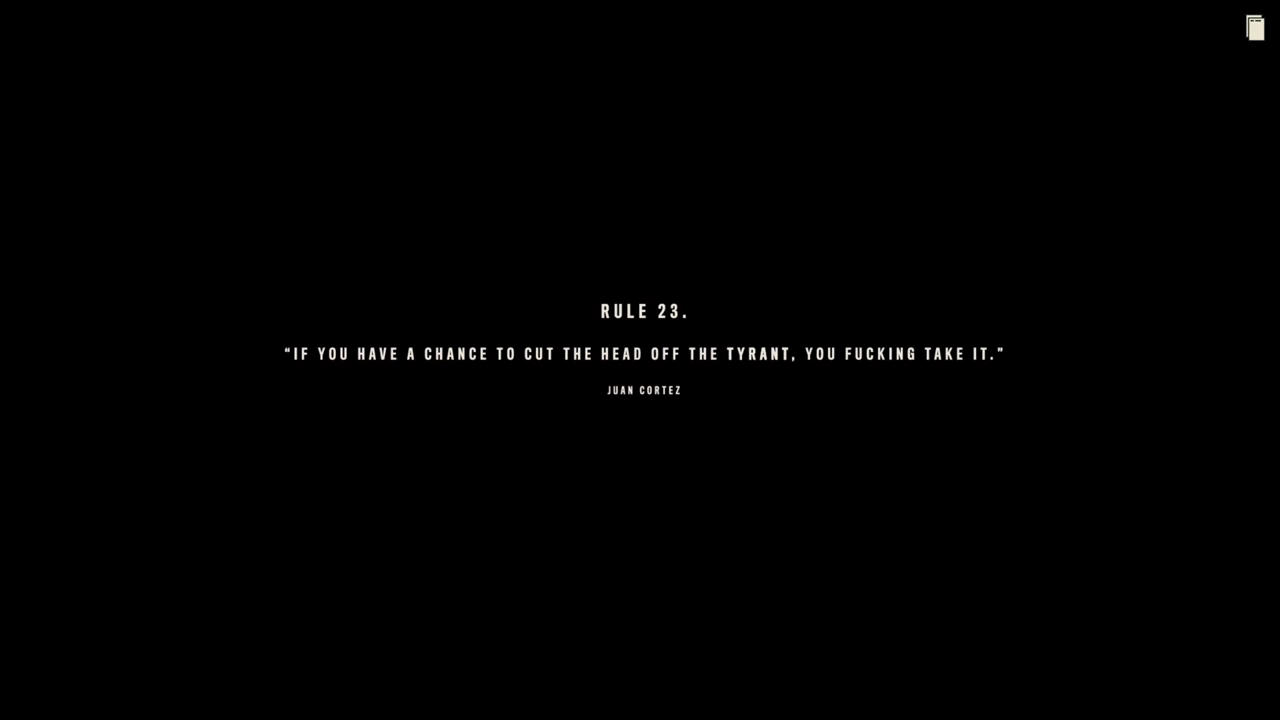 RULE 23.
“IF YOU HAVE A CHANCE TO CUT THE HEAD OFF THE TYRANT, YOU FUCKING TAKE IT.”
JUAN CORTEZ